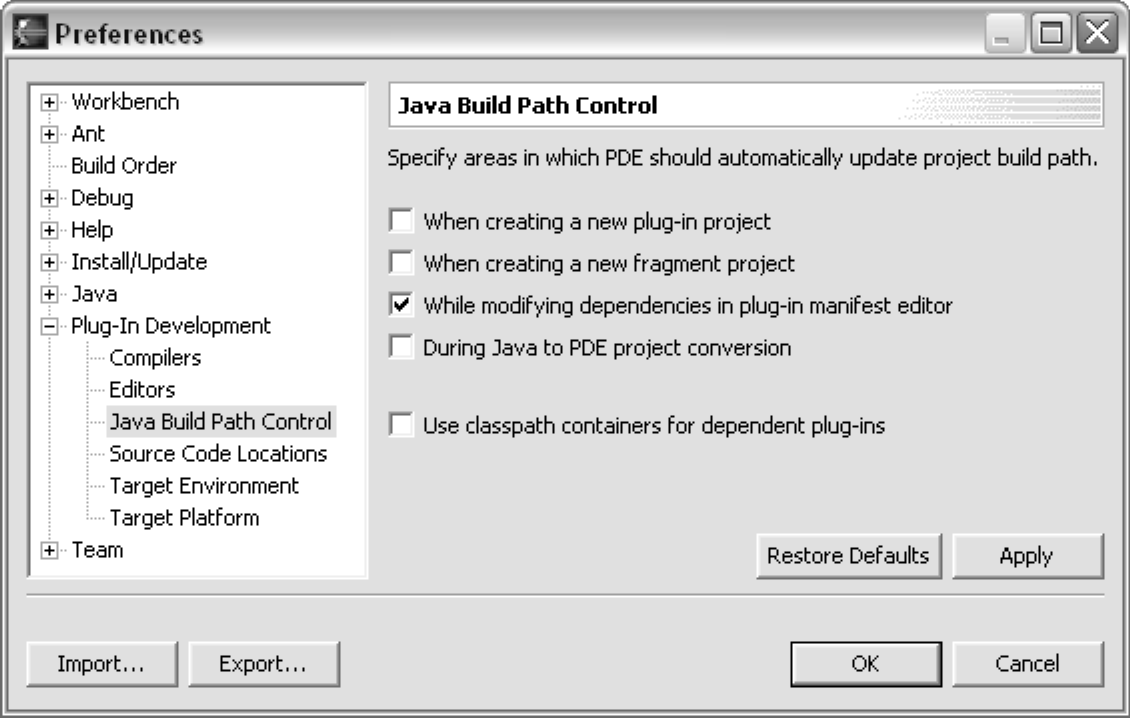 Preferences
Workbench
Ant
Build Order
Debug
Help
Install/Update
Java
Plug-In Development
Compilers
Editors
Java Build Path Control
Source Code Locations
Target Environment
Target Platform
Team
Java Build Path Control
Specify areas in which PDE should automatically update project build path.
When creating a new plug-in project
When creating a new fragment project
While modifying dependencies in plug-in manifest editor
During Java to PDE project conversion
Use classpath containers for dependent plug-ins
Restore Defaults
Apply
Import...
Export...
OK
Cancel